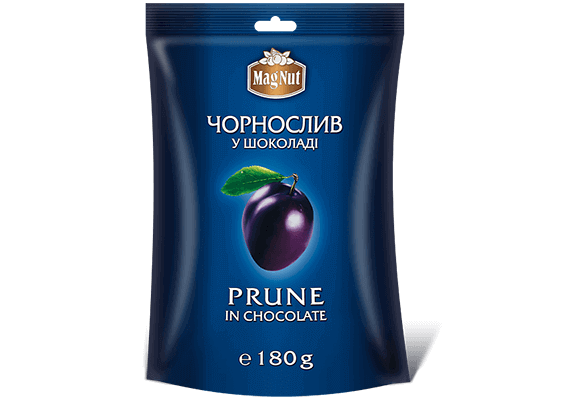 MagNut
ЧОРНОСЛИВ
У ШОКОЛАДІ
PRUNE
IN CHOCOLATE
℮ 180 g